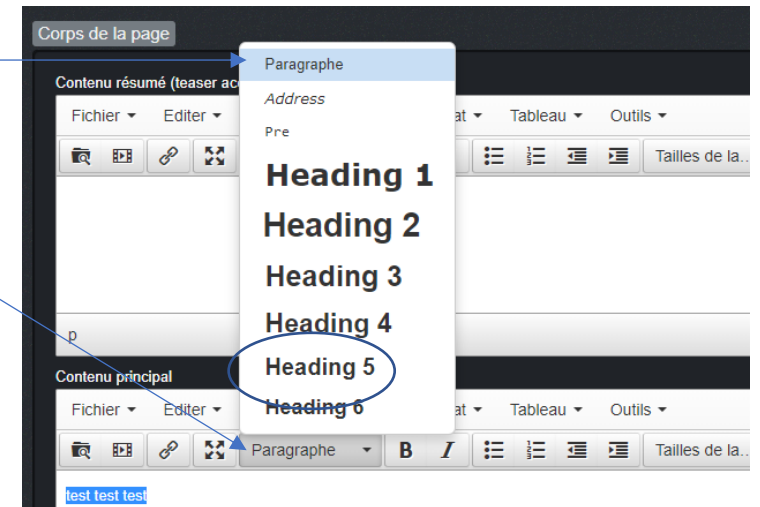 Corps de la page
Contenu résumé (teaser ac
Fichier Editer at Tableau Outils
Tailles de la..
p
Paragraphe
Address
Pre
Heading 1
Heading 2
Heading 3
Heading 4
Heading 5
Heading 6
Contenu principal
Fichier Editer at Tableau Outils
Paragraphe B I Tailles de la..
test test test